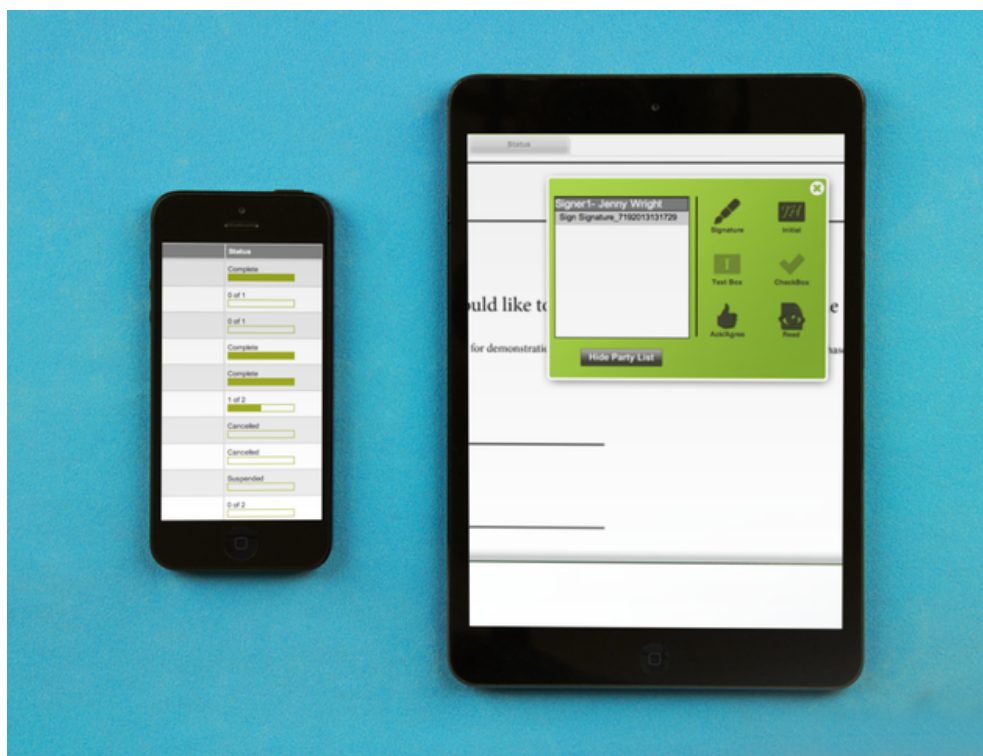 Status
Complete
0 of 1
0 of 1
Complete
Complete
1 of 2
Cancelled
Cancelled
Suspended
0 of 2
Status
Signer1- Jenny Wright
Sign Signature_7192013131729
Signature
TH
Initial
T
Text Box
CheckBox
Ack/Agree
Read
Hide Party List
uld like to
e
for demonstratio